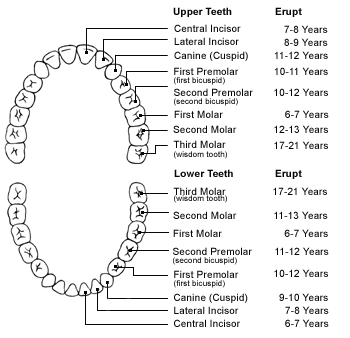 Upper Teeth Erupt
Central Incisor 7-8 Years
Lateral Incisor 8-9 Years
Canine (Cuspid) 11-12 Years
First Premolar 10-11 Years
(first bicuspid)
Second Premolar 10-12 Years
(second bicuspid)
First Molar 6-7 Years
Second Molar 12-13 Years
Third Molar 17-21 Years
(wisdom tooth)
Lower Teeth Erupt
Third Molar 17-21 Years
(wisdom tooth)
Second Molar 11-13 Years
First Molar 6-7 Years
Second Premolar 11-12 Years
(second bicuspid)
First Premolar 10-12 Years
(first bicuspid)
Canine (Cuspid) 9-10 Years
Lateral Incisor 7-8 Years
Central Incisor 6-7 Years